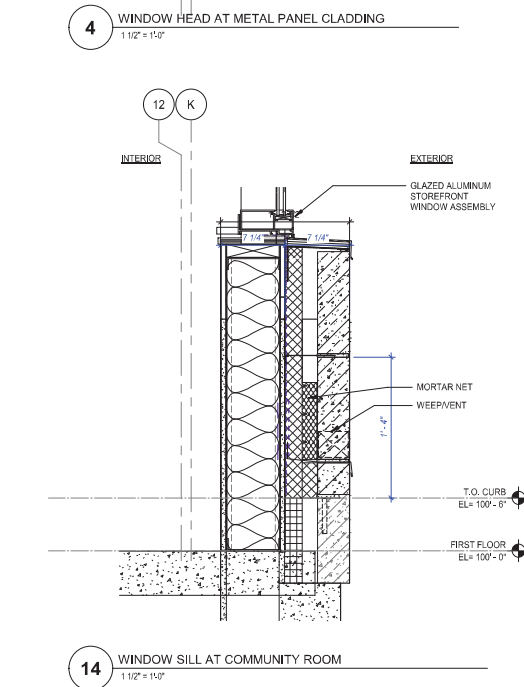 4
WINDOW HEAD AT METAL PANEL CLADDING
1 1/2" = 1'-0"
12
K
INTERIOR
EXTERIOR
GLAZED ALUMINUM
STOREFRONT
WINDOW ASSEMBLY
7 1/4"
7 1/4"
MORTAR NET
WEEP/VENT
1' - 4"
T.O. CURB
EL= 100' - 6"
FIRST FLOOR
EL= 100' - 0"
14
WINDOW SILL AT COMMUNITY ROOM
1 1/2" = 1'-0"